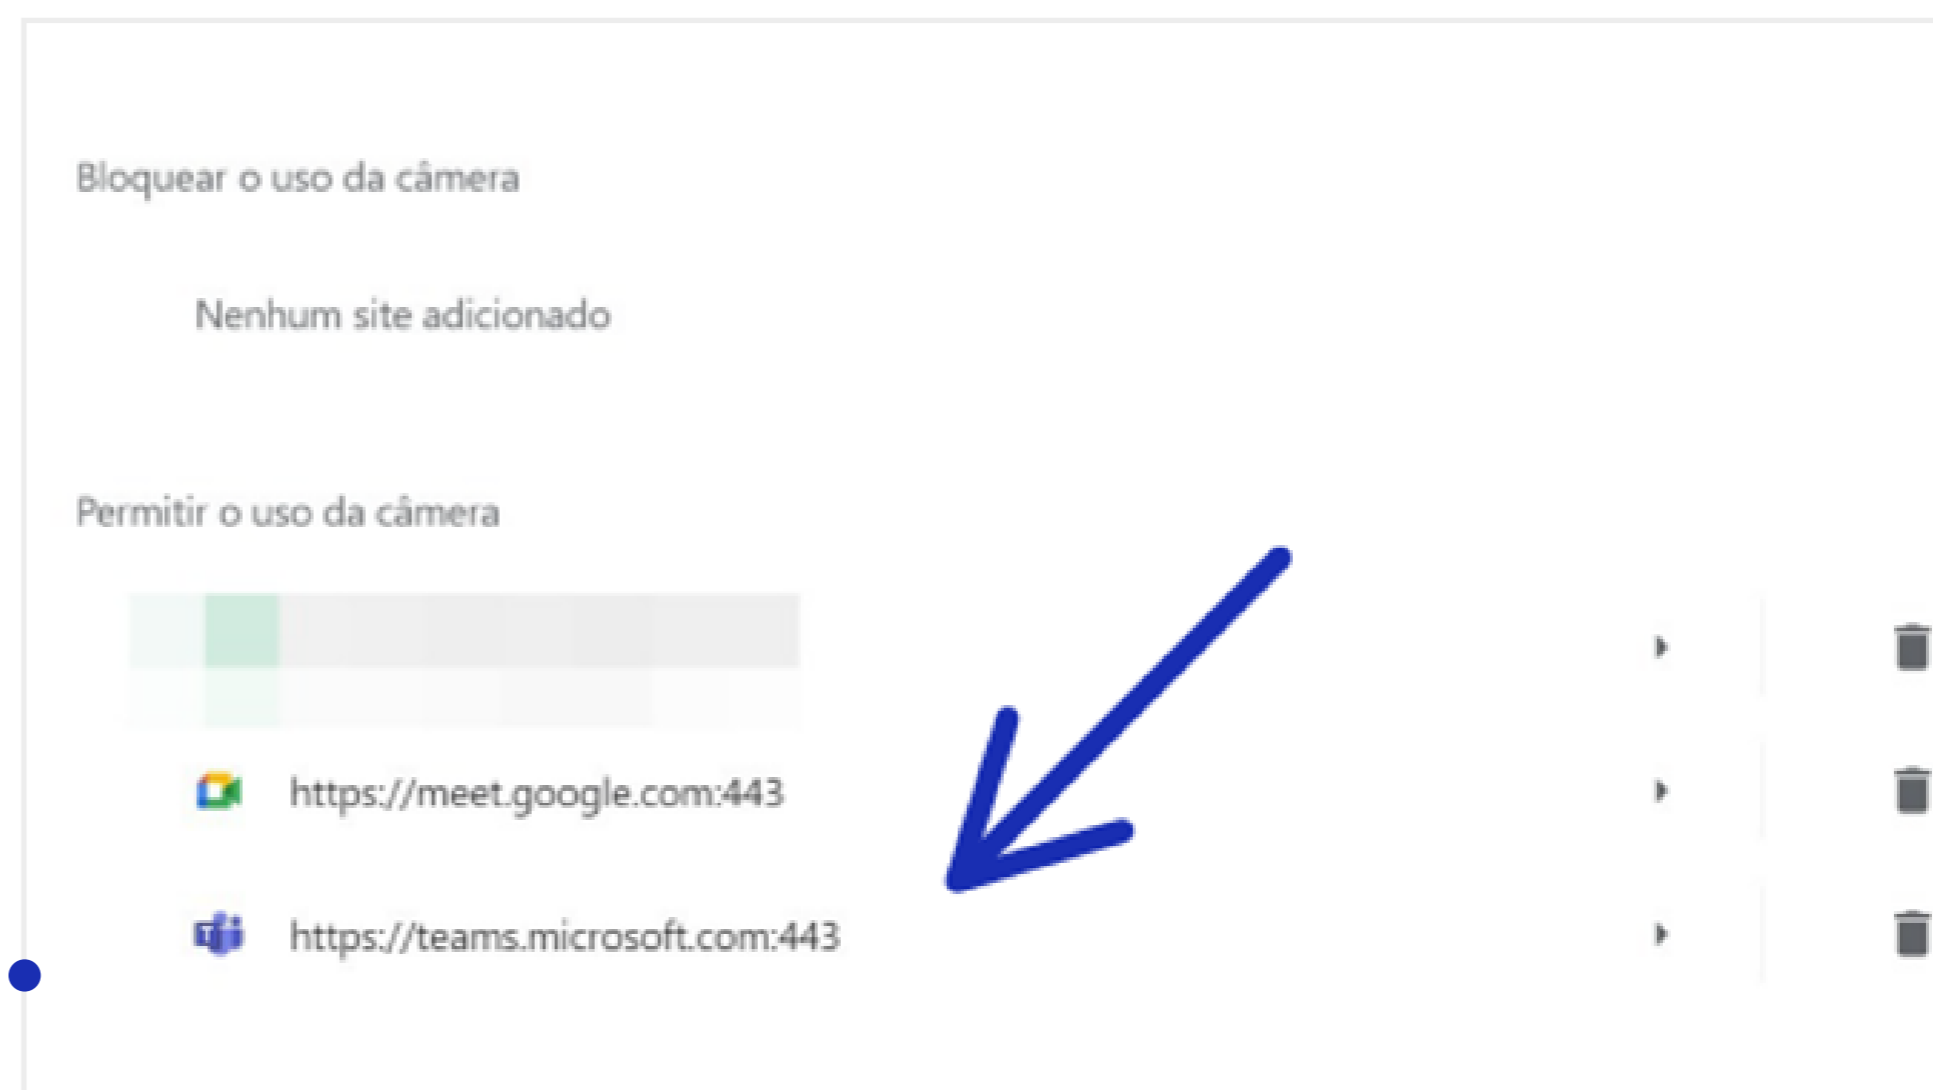 Bloquear o uso da câmera
Nenhum site adicionado
Permitir o uso da câmera
https://meet.google.com:443
https://teams.microsoft.com:443